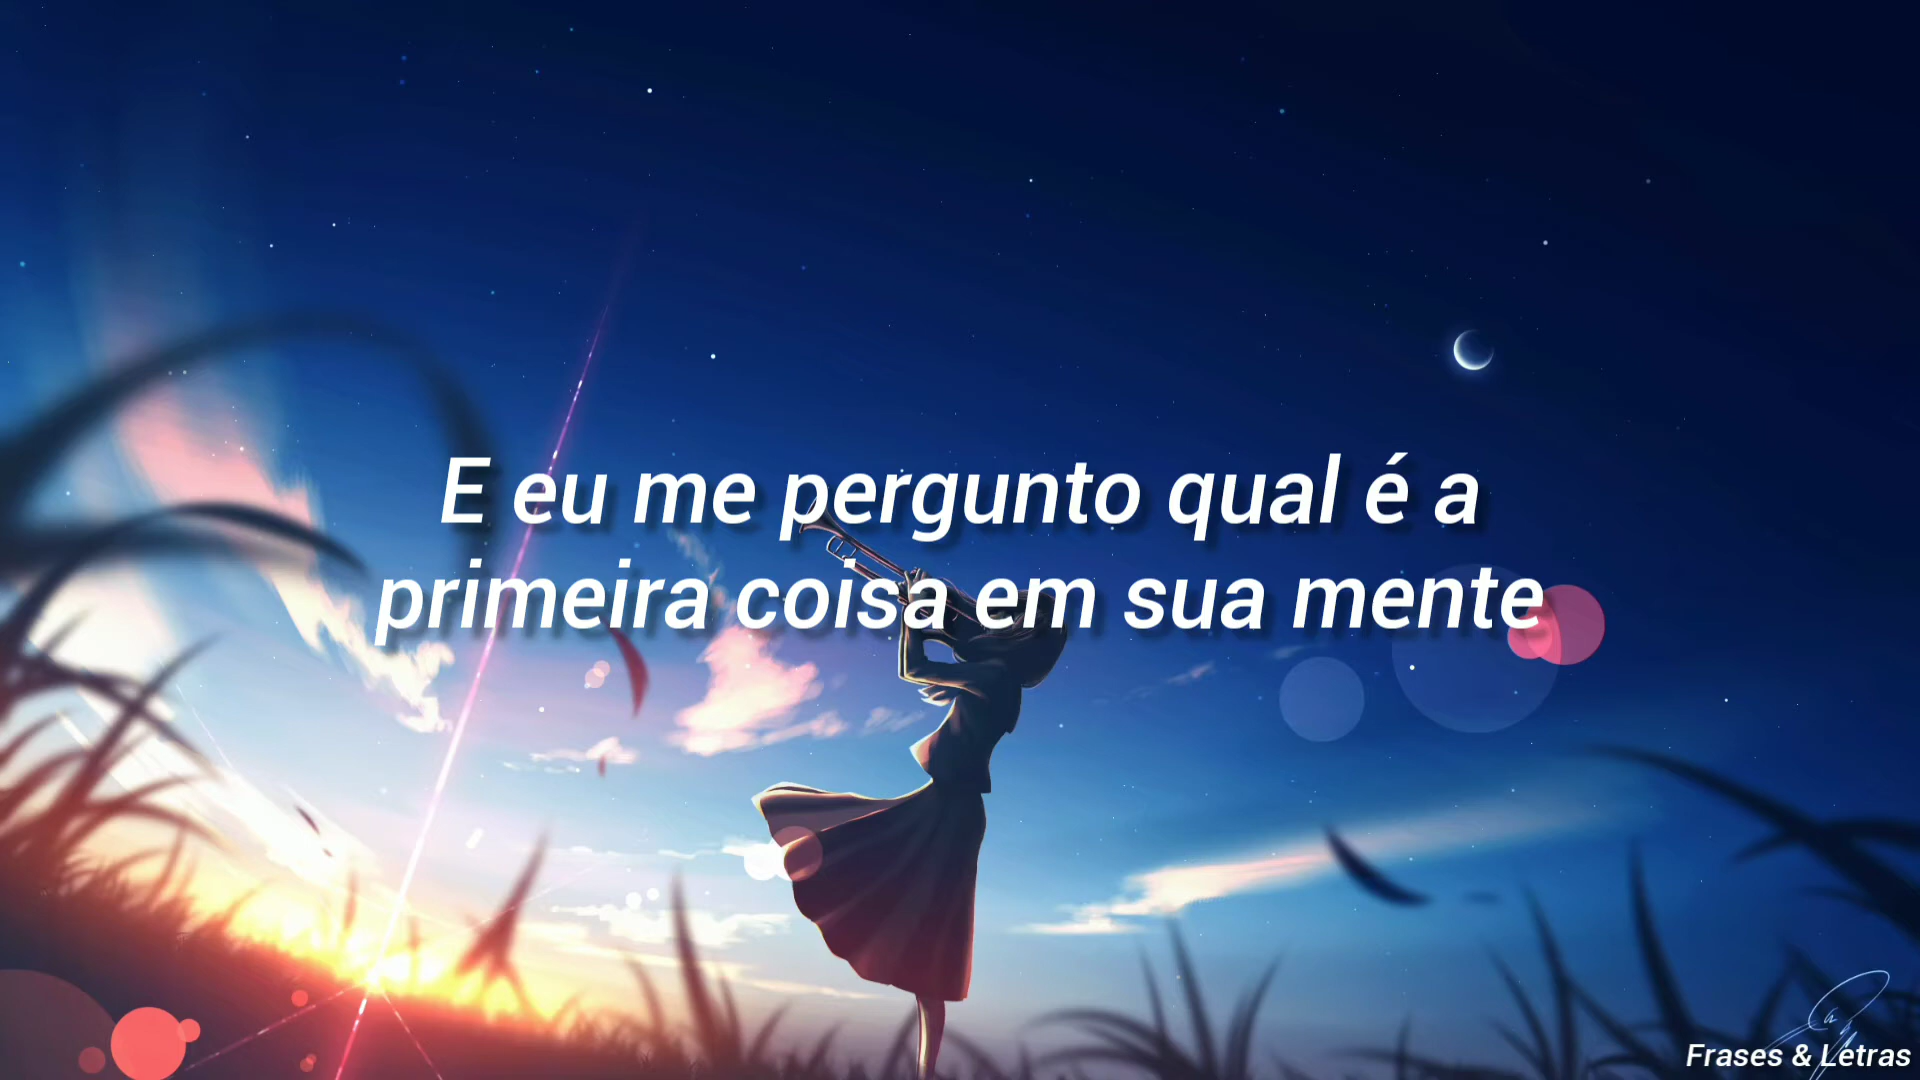 E eu me pergunto qual é a
primeira coisa em sua mente
Frases & Letras